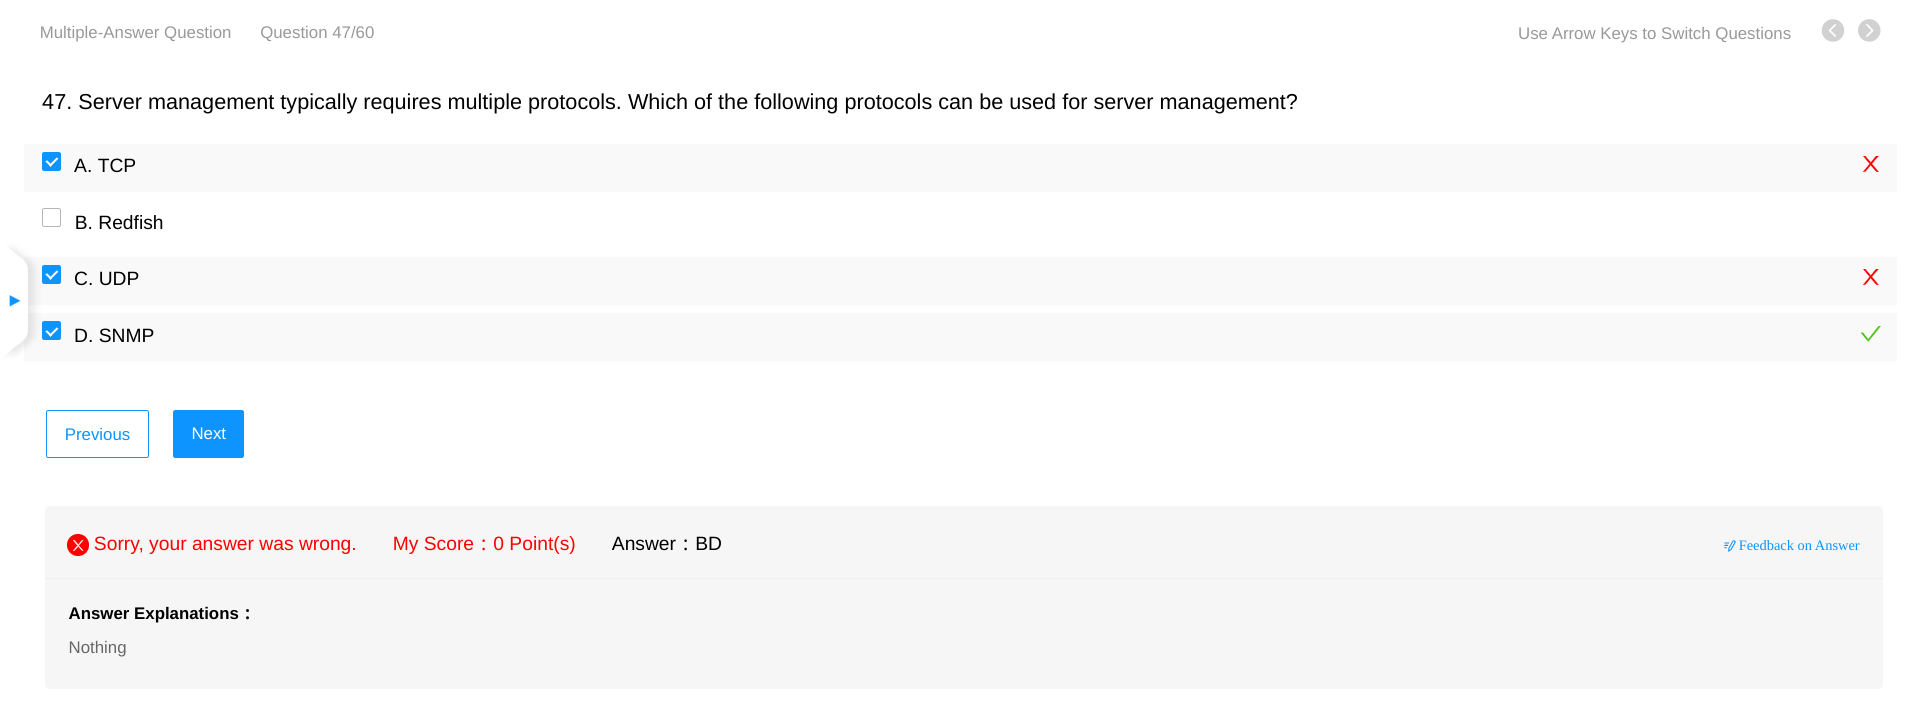 Multiple-Answer Question Question 47/60 Use Arrow Keys to Switch Questions
47. Server management typically requires multiple protocols. Which of the following protocols can be used for server management?
A. TCP
B. Redfish
C. UDP
D. SNMP
Previous Next
Sorry, your answer was wrong. My Score：0 Point(s) Answer：BD Feedback on Answer
Answer Explanations：
Nothing